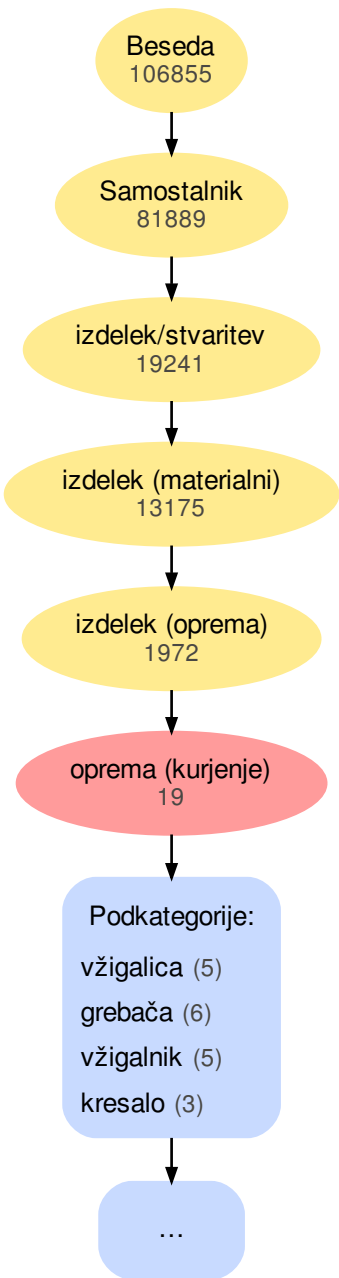 Beseda
106855
Samostalnik
81889
izdelek/stvaritev
19241
izdelek (materialni)
13175
izdelek (oprema)
1972
oprema (kurjenje)
19
Podkategorije:
vžigalica (5)
grebača (6)
vžigalnik (5)
kresalo (3)
...